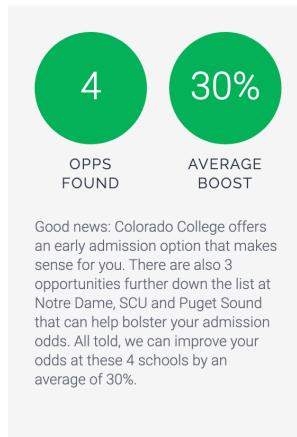 4
30%
OPPS
FOUND
AVERAGE
BOOST
Good news: Colorado College offers
an early admission option that makes
sense for you. There are also 3
opportunities further down the list at
Notre Dame, SCU and Puget Sound
that can help bolster your admission
odds. All told, we can improve your
odds at these 4 schools by an
average of 30%.